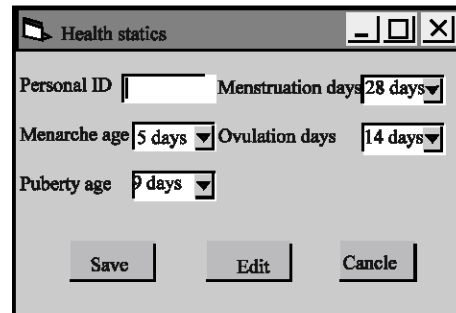 Health statics
Personal ID Menstruation days 28 days
Menarche age 5 days Ovulation days 14 days
Puberty age 9 days
Save Edit Cancle